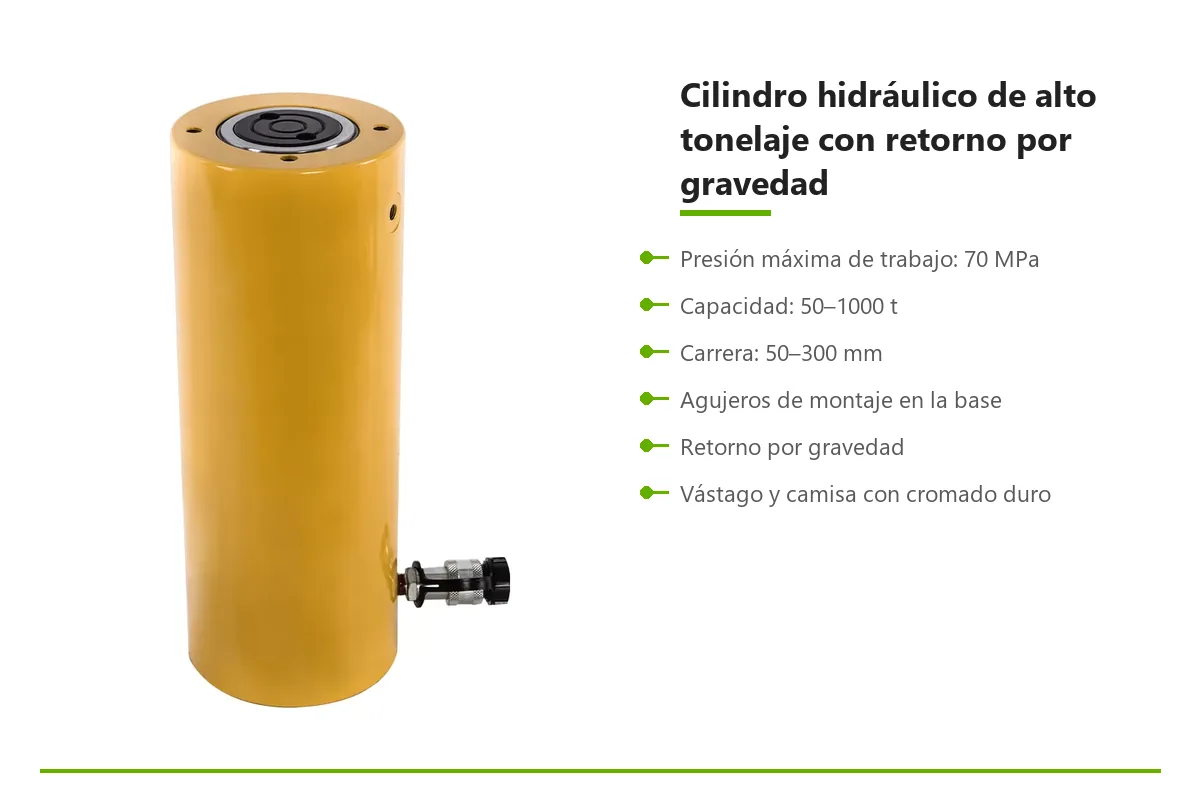 Cilindro hidráulico de alto
tonelaje con retorno por
gravedad
Presión máxima de trabajo: 70 MPa
Capacidad: 50–1000 t
Carrera: 50–300 mm
Agujeros de montaje en la base
Retorno por gravedad
Vástago y camisa con cromado duro